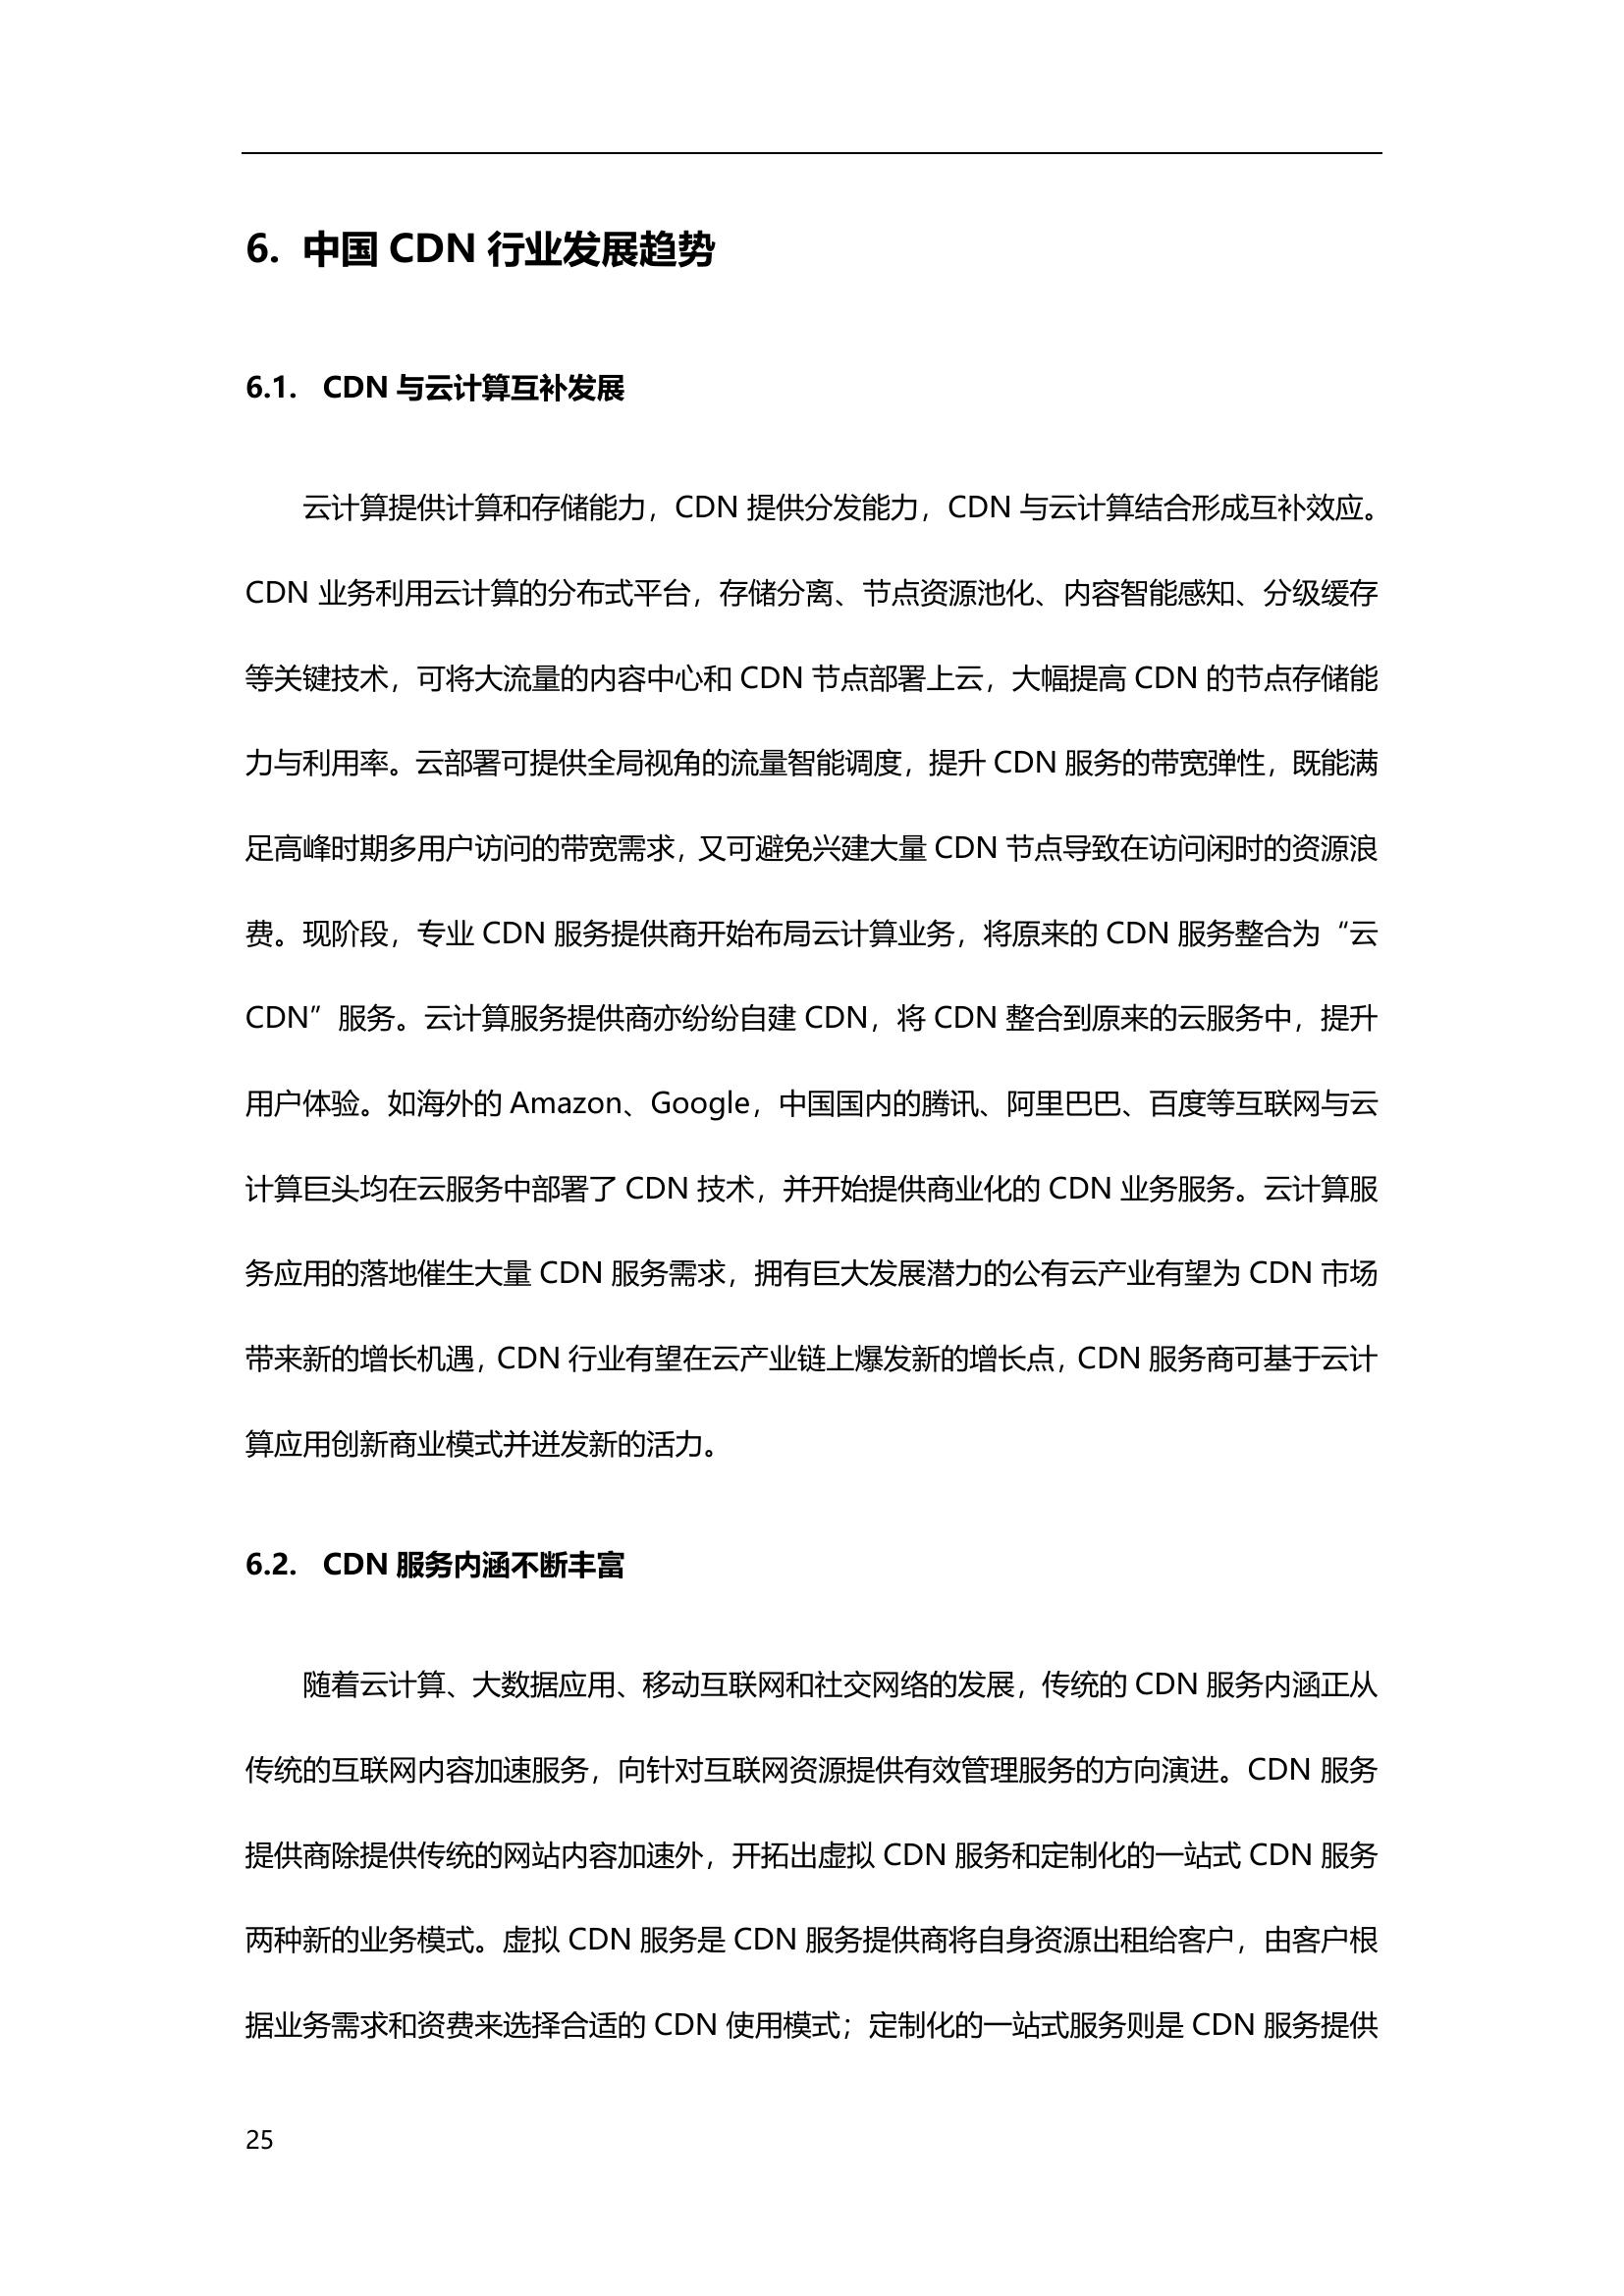 6. 中国 CDN 行业发展趋势
6.1. CDN 与云计算互补发展
云计算提供计算和存储能力，CDN 提供分发能力，CDN 与云计算结合形成互补效应。
CDN 业务利用云计算的分布式平台，存储分离、节点资源池化、内容智能感知、分级缓存
等关键技术，可将大流量的内容中心和 CDN 节点部署上云，大幅提高 CDN 的节点存储能
力与利用率。云部署可提供全局视角的流量智能调度，提升 CDN 服务的带宽弹性，既能满
足高峰时期多用户访问的带宽需求，又可避免兴建大量 CDN 节点导致在访问闲时的资源浪
费。现阶段，专业 CDN 服务提供商开始布局云计算业务，将原来的 CDN 服务整合为“云
CDN”服务。云计算服务提供商亦纷纷自建 CDN，将 CDN 整合到原来的云服务中，提升
用户体验。如海外的 Amazon、Google，中国国内的腾讯、阿里巴巴、百度等互联网与云
计算巨头均在云服务中部署了 CDN 技术，并开始提供商业化的 CDN 业务服务。云计算服
务应用的落地催生大量 CDN 服务需求，拥有巨大发展潜力的公有云产业有望为 CDN 市场
带来新的增长机遇，CDN 行业有望在云产业链上爆发新的增长点，CDN 服务商可基于云计
算应用创新商业模式并迸发新的活力。
6.2. CDN 服务内涵不断丰富
随着云计算、大数据应用、移动互联网和社交网络的发展，传统的 CDN 服务内涵正从
传统的互联网内容加速服务，向针对互联网资源提供有效管理服务的方向演进。CDN 服务
提供商除提供传统的网站内容加速外，开拓出虚拟 CDN 服务和定制化的一站式 CDN 服务
两种新的业务模式。虚拟 CDN 服务是 CDN 服务提供商将自身资源出租给客户，由客户根
据业务需求和资费来选择合适的 CDN 使用模式；定制化的一站式服务则是 CDN 服务提供
25